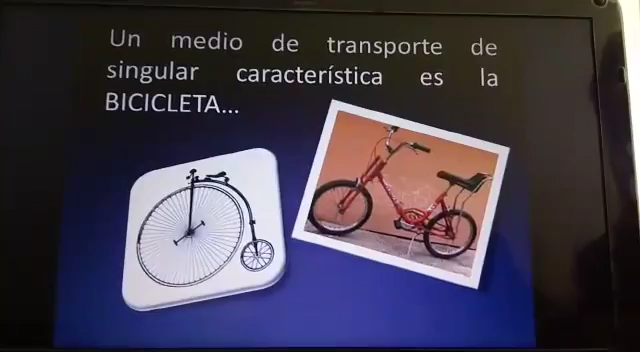 Un medio de transporte de
singular característica es la
BICICLETA...